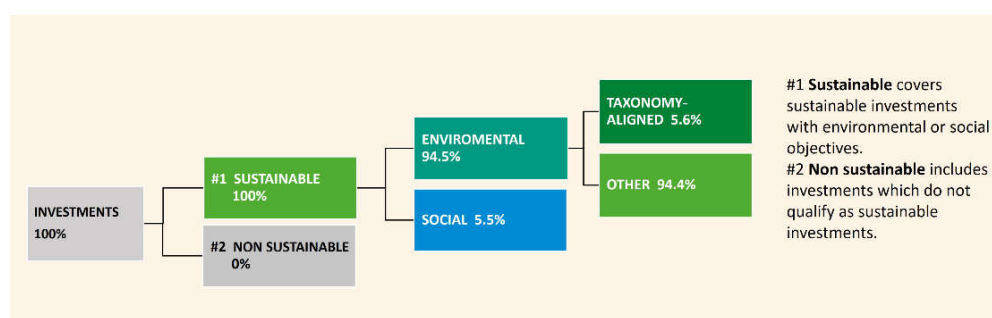 INVESTMENTS
100%
#1 SUSTAINABLE
100%
#2 NON SUSTAINABLE
0%
ENVIROMENTAL
94.5%
SOCIAL 5.5%
TAXONOMY-
ALIGNED 5.6%
OTHER 94.4%
#1 Sustainable covers
sustainable investments
with environmental or social
objectives.
#2 Non sustainable includes
investments which do not
qualify as sustainable
investments.